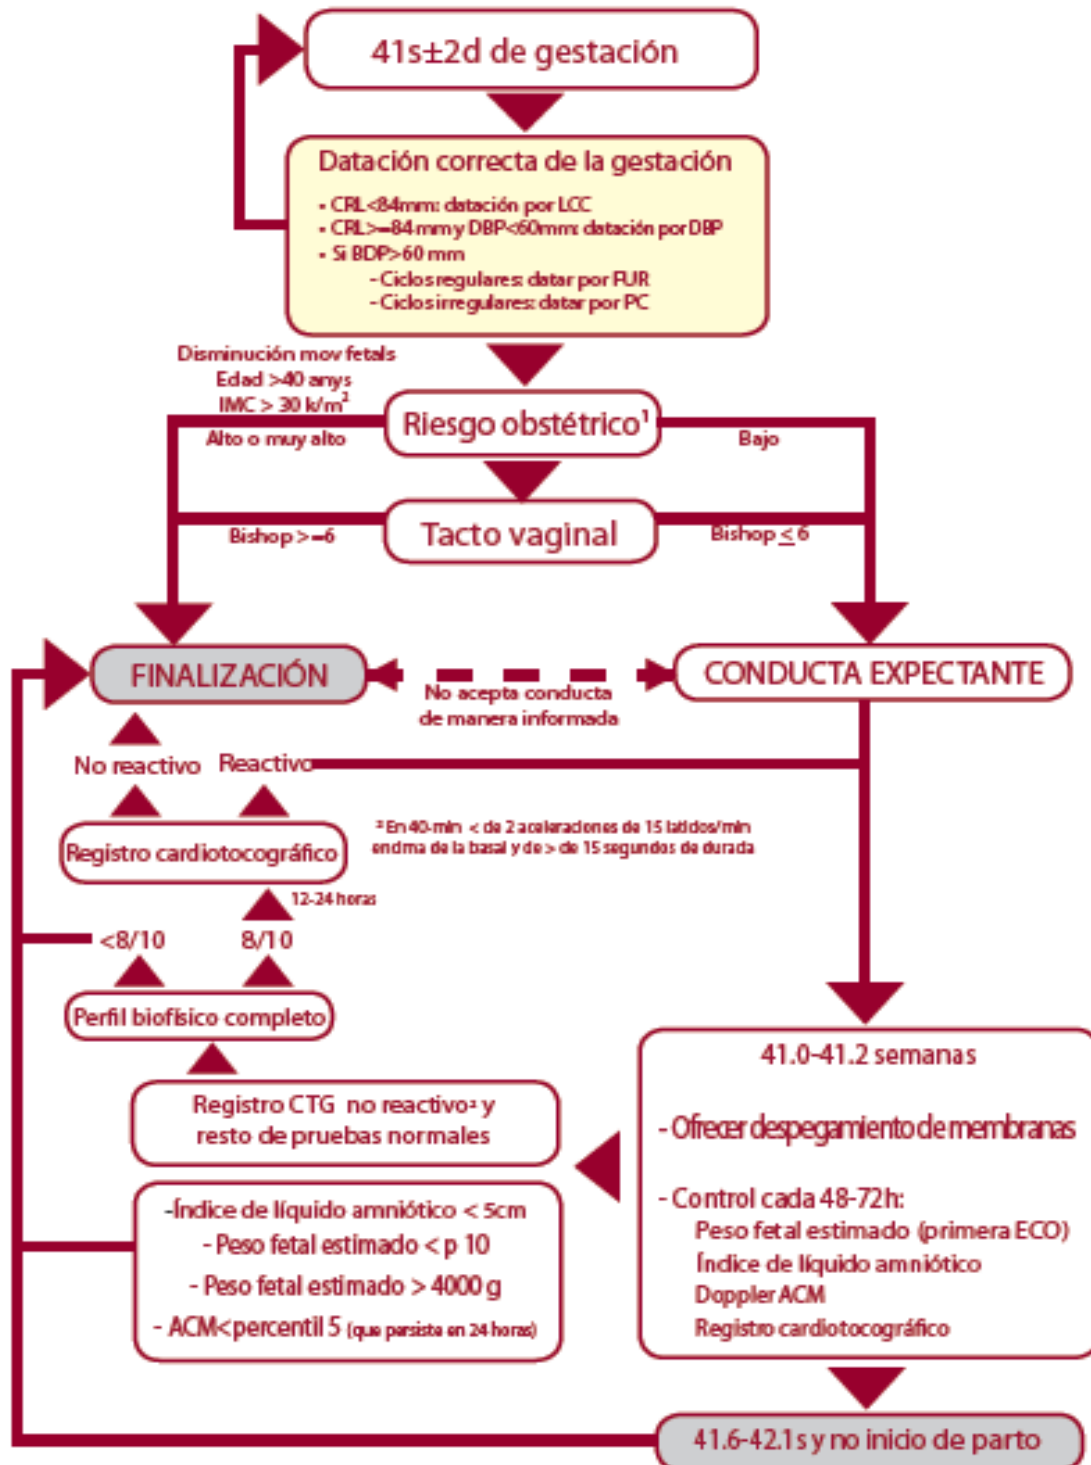 41s±2d de gestación
Datación correcta de la gestación
- CRL<84mm: datación por LCC
- CRL>=84 mm y DBP<60mm: datación por DBP
- Si BDP>60 mm
- Ciclos regulares: datar por FUR
- Ciclos irregulares: datar por PC
Disminución mov fetals
Edad >40 anys
IMC > 30 k/m²
Alto o muy alto
Riesgo obstétrico¹
Bajo
Bishop >=6
Tacto vaginal
Bishop ≤ 6
FINALIZACIÓN
No acepta conducta
de manera informada
CONDUCTA EXPECTANTE
No reactivo
Reactivo
Registro cardiotocográfico
² En 40-min < de 2 aceleraciones de 15 latidos/min
encima de la basal y de > de 15 segundos de durada
12-24 horas
<8/10
8/10
Perfil biofísico completo
Registro CTG no reactivo² y
resto de pruebas normales
-Índice de líquido amniótico < 5cm
- Peso fetal estimado < p 10
- Peso fetal estimado > 4000 g
- ACM<percentil 5 (que persiste en 24 horas)
41.0-41.2 semanas
- Ofrecer despegamiento de membranas
- Control cada 48-72h:
Peso fetal estimado (primera ECO)
Índice de líquido amniótico
Doppler ACM
Registro cardiotocográfico
41.6-42.1s y no inicio de parto